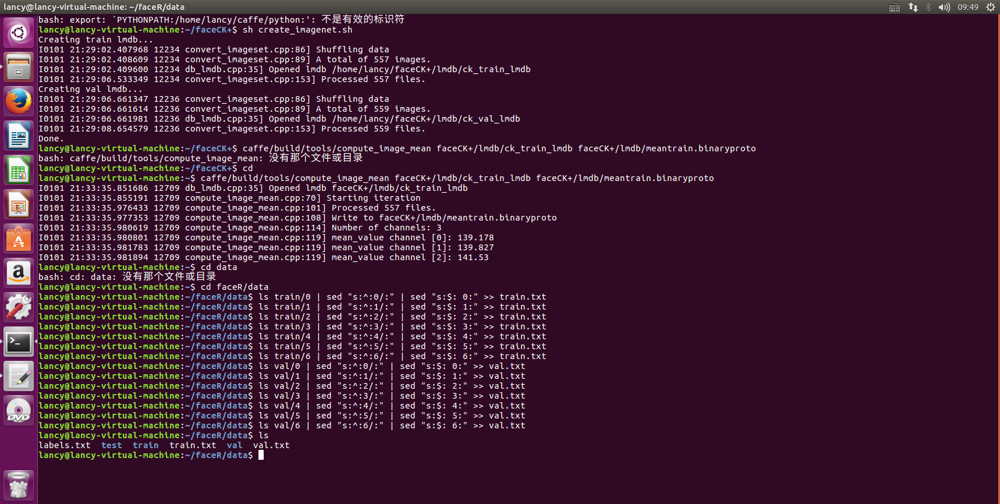 lancy@lancy-virtual-machine: ~/faceR/data
09:49
bash: export: `PYTHONPATH:/home/lancy/caffe/python:': 不是有效的标识符
lancy@lancy-virtual-machine:~/faceCK+$ sh create_imagenet.sh
Creating train lmdb...
I0101 21:29:02.407968 12234 convert_imageset.cpp:86] Shuffling data
I0101 21:29:02.408609 12234 convert_imageset.cpp:89] A total of 557 images.
I0101 21:29:02.409600 12234 db_lmdb.cpp:35] Opened lmdb /home/lancy/faceCK+/lmdb/ck_train_lmdb
I0101 21:29:06.533349 12234 convert_imageset.cpp:153] Processed 557 files.
Creating val lmdb...
I0101 21:29:06.661347 12236 convert_imageset.cpp:86] Shuffling data
I0101 21:29:06.661614 12236 convert_imageset.cpp:89] A total of 559 images.
I0101 21:29:06.661981 12236 db_lmdb.cpp:35] Opened lmdb /home/lancy/faceCK+/lmdb/ck_val_lmdb
I0101 21:29:08.654579 12236 convert_imageset.cpp:153] Processed 559 files.
Done.
lancy@lancy-virtual-machine:~/faceCK+$ caffe/build/tools/compute_image_mean faceCK+/lmdb/ck_train_lmdb faceCK+/lmdb/meantrain.binaryproto
bash: caffe/build/tools/compute_image_mean: 没有那个文件或目录
lancy@lancy-virtual-machine:~/faceCK+$ cd
lancy@lancy-virtual-machine:~$ caffe/build/tools/compute_image_mean faceCK+/lmdb/ck_train_lmdb faceCK+/lmdb/meantrain.binaryproto
I0101 21:33:35.851686 12709 db_lmdb.cpp:35] Opened lmdb faceCK+/lmdb/ck_train_lmdb
I0101 21:33:35.855191 12709 compute_image_mean.cpp:70] Starting iteration
I0101 21:33:35.976433 12709 compute_image_mean.cpp:101] Processed 557 files.
I0101 21:33:35.977353 12709 compute_image_mean.cpp:108] Write to faceCK+/lmdb/meantrain.binaryproto
I0101 21:33:35.980619 12709 compute_image_mean.cpp:114] Number of channels: 3
I0101 21:33:35.980801 12709 compute_image_mean.cpp:119] mean_value channel [0]: 139.178
I0101 21:33:35.981783 12709 compute_image_mean.cpp:119] mean_value channel [1]: 139.827
I0101 21:33:35.981894 12709 compute_image_mean.cpp:119] mean_value channel [2]: 141.53
lancy@lancy-virtual-machine:~$ cd data
bash: cd: data: 没有那个文件或目录
lancy@lancy-virtual-machine:~$ cd faceR/data
lancy@lancy-virtual-machine:~/faceR/data$ ls train/0 | sed "s:^:0/:" | sed "s:$: 0:" >> train.txt
lancy@lancy-virtual-machine:~/faceR/data$ ls train/1 | sed "s:^:1/:" | sed "s:$: 1:" >> train.txt
lancy@lancy-virtual-machine:~/faceR/data$ ls train/2 | sed "s:^:2/:" | sed "s:$: 2:" >> train.txt
lancy@lancy-virtual-machine:~/faceR/data$ ls train/3 | sed "s:^:3/:" | sed "s:$: 3:" >> train.txt
lancy@lancy-virtual-machine:~/faceR/data$ ls train/4 | sed "s:^:4/:" | sed "s:$: 4:" >> train.txt
lancy@lancy-virtual-machine:~/faceR/data$ ls train/5 | sed "s:^:5/:" | sed "s:$: 5:" >> train.txt
lancy@lancy-virtual-machine:~/faceR/data$ ls train/6 | sed "s:^:6/:" | sed "s:$: 6:" >> train.txt
lancy@lancy-virtual-machine:~/faceR/data$ ls val/0 | sed "s:^:0/:" | sed "s:$: 0:" >> val.txt
lancy@lancy-virtual-machine:~/faceR/data$ ls val/1 | sed "s:^:1/:" | sed "s:$: 1:" >> val.txt
lancy@lancy-virtual-machine:~/faceR/data$ ls val/2 | sed "s:^:2/:" | sed "s:$: 2:" >> val.txt
lancy@lancy-virtual-machine:~/faceR/data$ ls val/3 | sed "s:^:3/:" | sed "s:$: 3:" >> val.txt
lancy@lancy-virtual-machine:~/faceR/data$ ls val/4 | sed "s:^:4/:" | sed "s:$: 4:" >> val.txt
lancy@lancy-virtual-machine:~/faceR/data$ ls val/5 | sed "s:^:5/:" | sed "s:$: 5:" >> val.txt
lancy@lancy-virtual-machine:~/faceR/data$ ls val/6 | sed "s:^:6/:" | sed "s:$: 6:" >> val.txt
lancy@lancy-virtual-machine:~/faceR/data$ ls
labels.txt  test  train  train.txt  val  val.txt
lancy@lancy-virtual-machine:~/faceR/data$